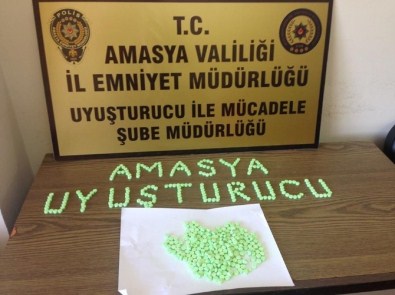 POLİS
T.C.
AMASYA VALİLİĞİ
İL EMNİYET MÜDÜRLÜĞÜ
UYUŞTURUCU İLE MÜCADELE
ŞUBE MÜDÜRLÜĞÜ
AMASYA
UYUŞTURUCU